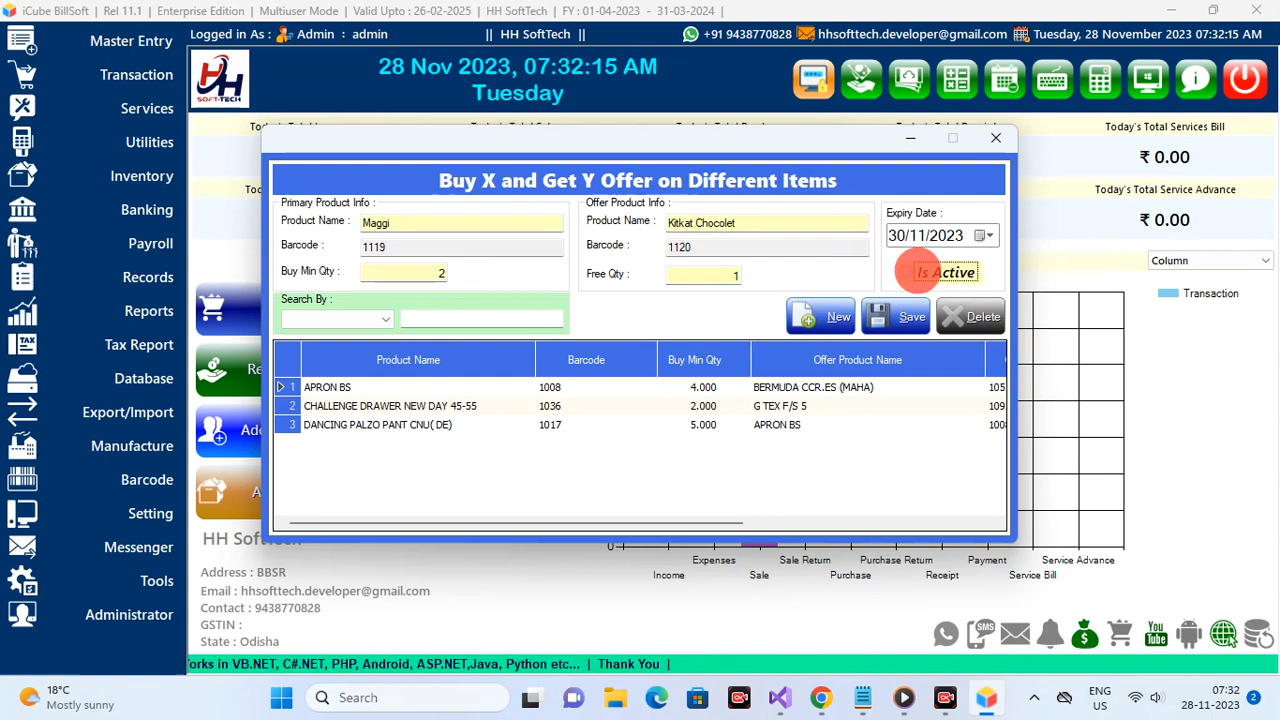 iCube BillSoft | Rel 11.1 | Enterprise Edition | Multiuser Mode | Valid Upto : 26-02-2025 | HH SoftTech | FY : 01-04-2023 - 31-03-2024 |
Logged in As : Admin : admin || HH SoftTech || +91 9438770828 hhsofttech.developer@gmail.com Tuesday, 28 November 2023 07:32:15 AM
Master Entry
Transaction
Services
Utilities
Inventory
Banking
Payroll
Records
Reports
Tax Report
Database
Export/Import
Manufacture
Barcode
Setting
Messenger
Tools
Administrator
HH
SOFT-TECH
28 Nov 2023, 07:32:15 AM
Tuesday
Today's Total Services Bill
₹ 0.00
Today's Total Service Advance
₹ 0.00
Column
Transaction
Buy X and Get Y Offer on Different Items
Primary Product Info :
Product Name : Maggi
Barcode : 1119
Buy Min Qty : 2
Offer Product Info :
Product Name : Kitkat Chocolet
Barcode : 1120
Free Qty : 1
Expiry Date :
30/11/2023
Is Active
Search By :
New Save Delete
Product Name Barcode Buy Min Qty Offer Product Name
1 APRON BS 1008 4.000 BERMUDA CCR.ES (MAHA) 105
2 CHALLENGE DRAWER NEW DAY 45-55 1036 2.000 G TEX F/S 5 109
3 DANCING PALZO PANT CNU( DE) 1017 5.000 APRON BS 1008
0
Expenses Sale Return Purchase Return Payment Service Advance
Income Sale Purchase Receipt Service Bill
HH SoftTech
Address : BBSR
Email : hhsofttech.developer@gmail.com
Contact : 9438770828
GSTIN :
State : Odisha
SMS
You
Tube
orks in VB.NET, C#.NET, PHP, Android, ASP.NET,Java, Python etc... | Thank You |
18°C
Mostly sunny
Search
ENG
US
07:32
28-11-2023
2